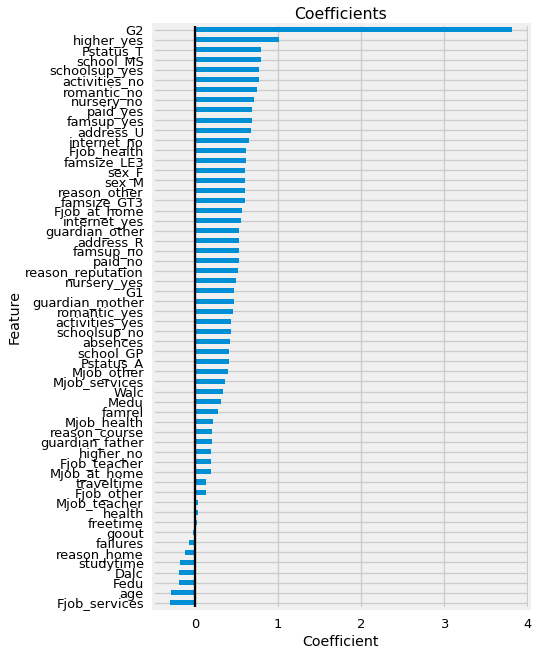 Coefficients
G2
higher_yes
Pstatus_T
school_MS
schoolsup_yes
activities_no
romantic_no
nursery_no
paid_yes
famsup_yes
address_U
internet_no
Fjob_health
famsize_LE3
sex_F
sex_M
reason_other
famsize_GT3
Fjob_at_home
internet_yes
guardian_other
address_R
famsup_no
paid_no
reason_reputation
nursery_yes
G1
guardian_mother
romantic_yes
activities_yes
schoolsup_no
absences
school_GP
Pstatus_A
Mjob_other
Mjob_services
Walc
Medu
famrel
Mjob_health
reason_course
guardian_father
higher_no
Fjob_teacher
Mjob_at_home
traveltime
Fjob_other
Mjob_teacher
health
freetime
goout
failures
reason_home
studytime
Dalc
Fedu
age
Fjob_services
Feature
0 1 2 3 4
Coefficient